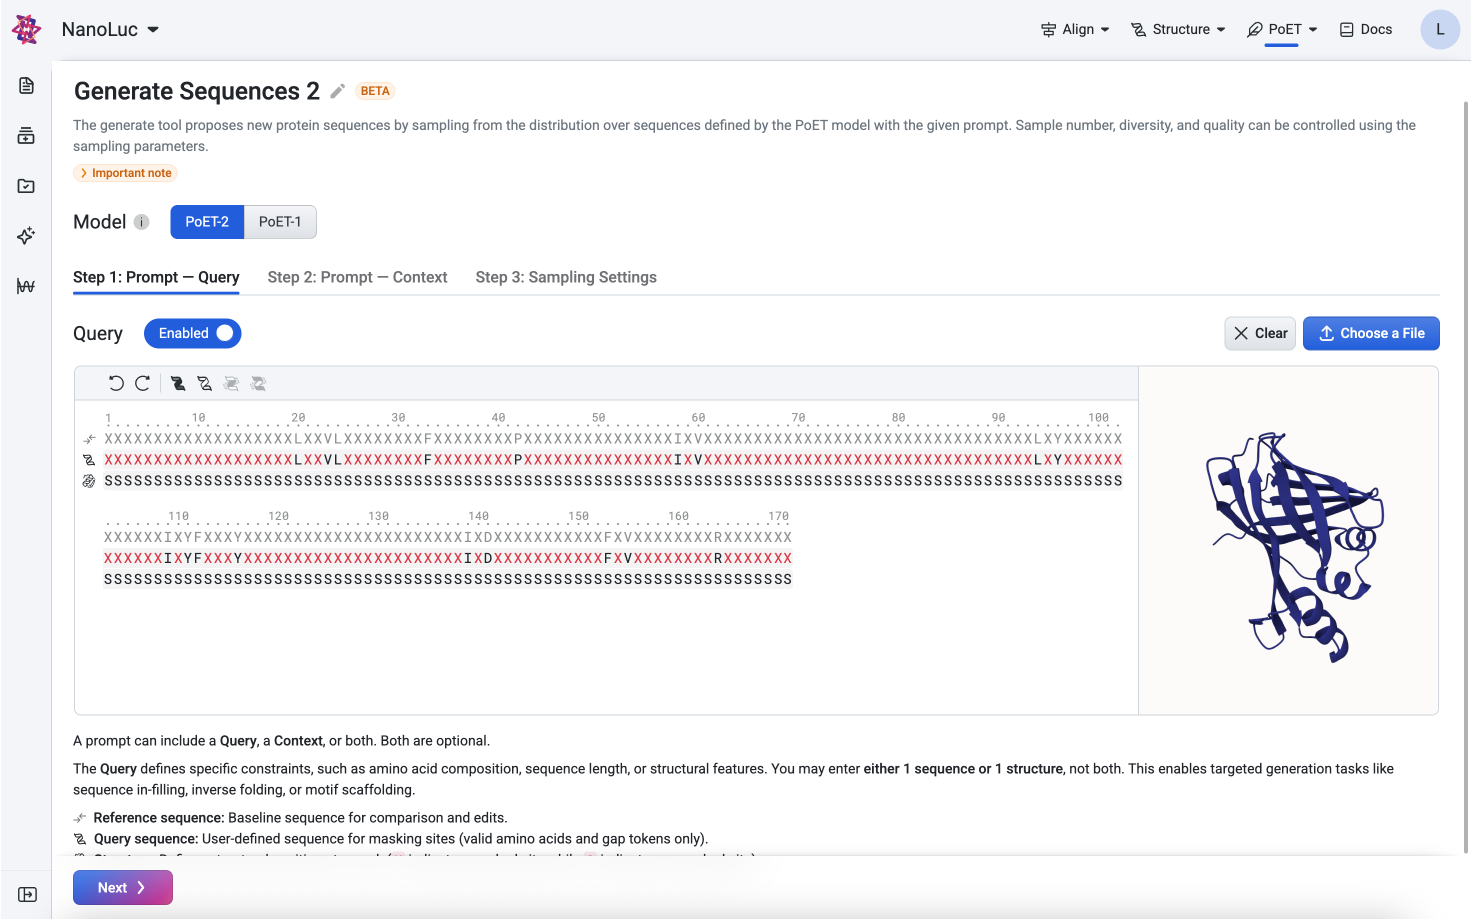 NanoLuc
Align
Structure
PoET
Docs
L
Generate Sequences 2
BETA
The generate tool proposes new protein sequences by sampling from the distribution over sequences defined by the PoET model with the given prompt. Sample number, diversity, and quality can be controlled using the
sampling parameters.
Important note
Model i
PoET-2 PoET-1
Step 1: Prompt — Query Step 2: Prompt — Context Step 3: Sampling Settings
Query Enabled
Clear Choose a File
1 10 20 30 40 50 60 70 80 90 100
XXXXXXXXXXXXXXXXXXXLXXVLXXXXXXXXFXXXXXXXXPXXXXXXXXXXXXXXXIXVXXXXXXXXXXXXXXXXXXXXXXXXXXXXXXXXXLXYXXXXXX
XXXXXXXXXXXXXXXXXXXLXXVLXXXXXXXXFXXXXXXXXPXXXXXXXXXXXXXXXIXVXXXXXXXXXXXXXXXXXXXXXXXXXXXXXXXXXLXYXXXXXX
SSSSSSSSSSSSSSSSSSSSSSSSSSSSSSSSSSSSSSSSSSSSSSSSSSSSSSSSSSSSSSSSSSSSSSSSSSSSSSSSSSSSSSSSSSSSSSSSSSSSSS
110 120 130 140 150 160 170
XXXXXXIXYFXXXYXXXXXXXXXXXXXXXXXXXXXXIXDXXXXXXXXXXXFXVXXXXXXXXRXXXXXXX
XXXXXXIXYFXXXYXXXXXXXXXXXXXXXXXXXXXXIXDXXXXXXXXXXXFXVXXXXXXXXRXXXXXXX
SSSSSSSSSSSSSSSSSSSSSSSSSSSSSSSSSSSSSSSSSSSSSSSSSSSSSSSSSSSSSSSSSSSSS
A prompt can include a Query, a Context, or both. Both are optional.
The Query defines specific constraints, such as amino acid composition, sequence length, or structural features. You may enter either 1 sequence or 1 structure, not both. This enables targeted generation tasks like
sequence in-filling, inverse folding, or motif scaffolding.
Reference sequence: Baseline sequence for comparison and edits.
Query sequence: User-defined sequence for masking sites (valid amino acids and gap tokens only).
Next